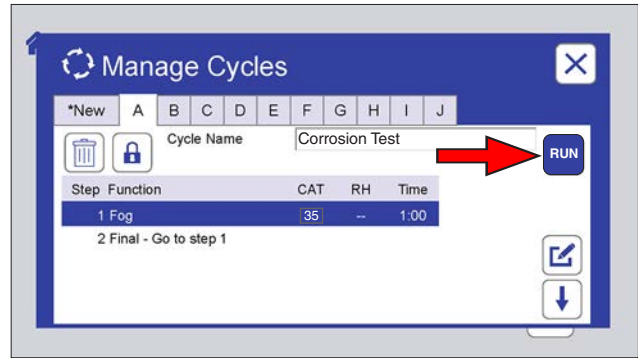 Manage Cycles
*New A B C D E F G H I J
Cycle Name Corrosion Test
RUN
Step Function CAT RH Time
1 Fog 35 -- 1:00
2 Final - Go to step 1